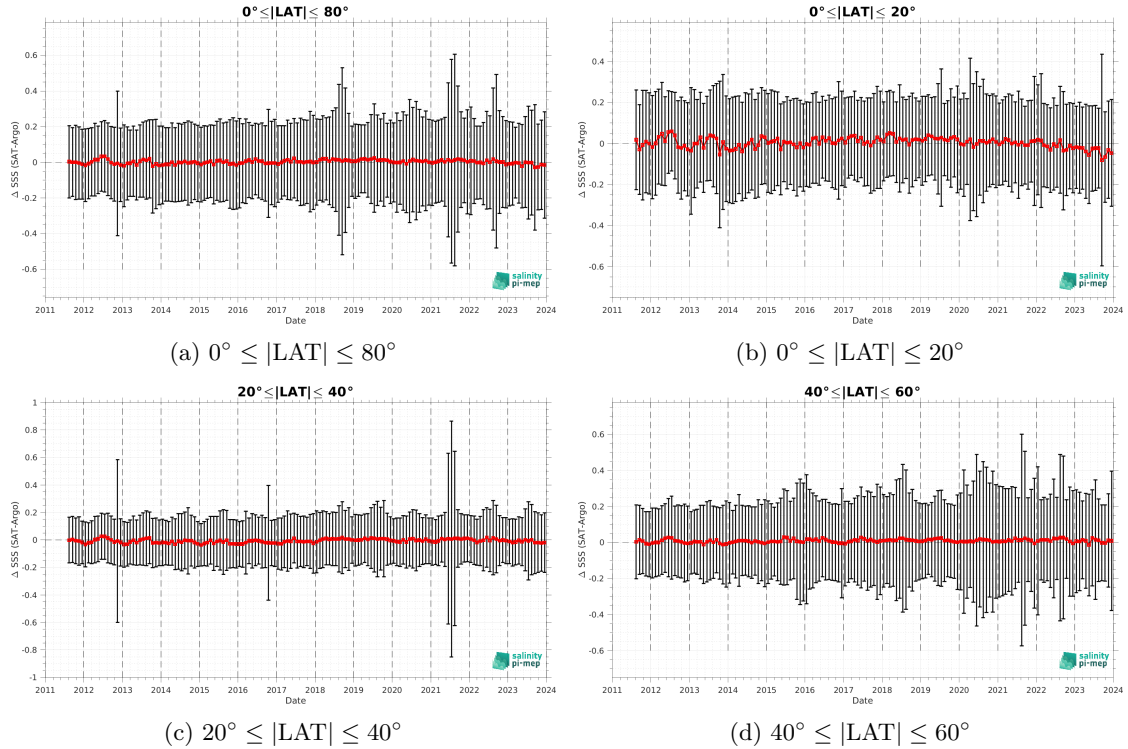 0°≤|LAT|≤ 80°
Δ SSS (SAT-Argo)
0.6
0.4
0.2
0
-0.2
-0.4
-0.6
salinity
pi-mep
2011 2012 2013 2014 2015 2016 2017 2018 2019 2020 2021 2022 2023 2024
Date
(a) 0° ≤ |LAT| ≤ 80°
0°≤|LAT|≤ 20°
Δ SSS (SAT-Argo)
0.4
0.2
0
-0.2
-0.4
-0.6
salinity
pi-mep
2011 2012 2013 2014 2015 2016 2017 2018 2019 2020 2021 2022 2023 2024
Date
(b) 0° ≤ |LAT| ≤ 20°
20°≤|LAT|≤ 40°
Δ SSS (SAT-Argo)
1
0.8
0.6
0.4
0.2
0
-0.2
-0.4
-0.6
-0.8
-1
salinity
pi-mep
2011 2012 2013 2014 2015 2016 2017 2018 2019 2020 2021 2022 2023 2024
Date
(c) 20° ≤ |LAT| ≤ 40°
40°≤|LAT|≤ 60°
Δ SSS (SAT-Argo)
0.6
0.4
0.2
0
-0.2
-0.4
-0.6
salinity
pi-mep
2011 2012 2013 2014 2015 2016 2017 2018 2019 2020 2021 2022 2023 2024
Date
(d) 40° ≤ |LAT| ≤ 60°